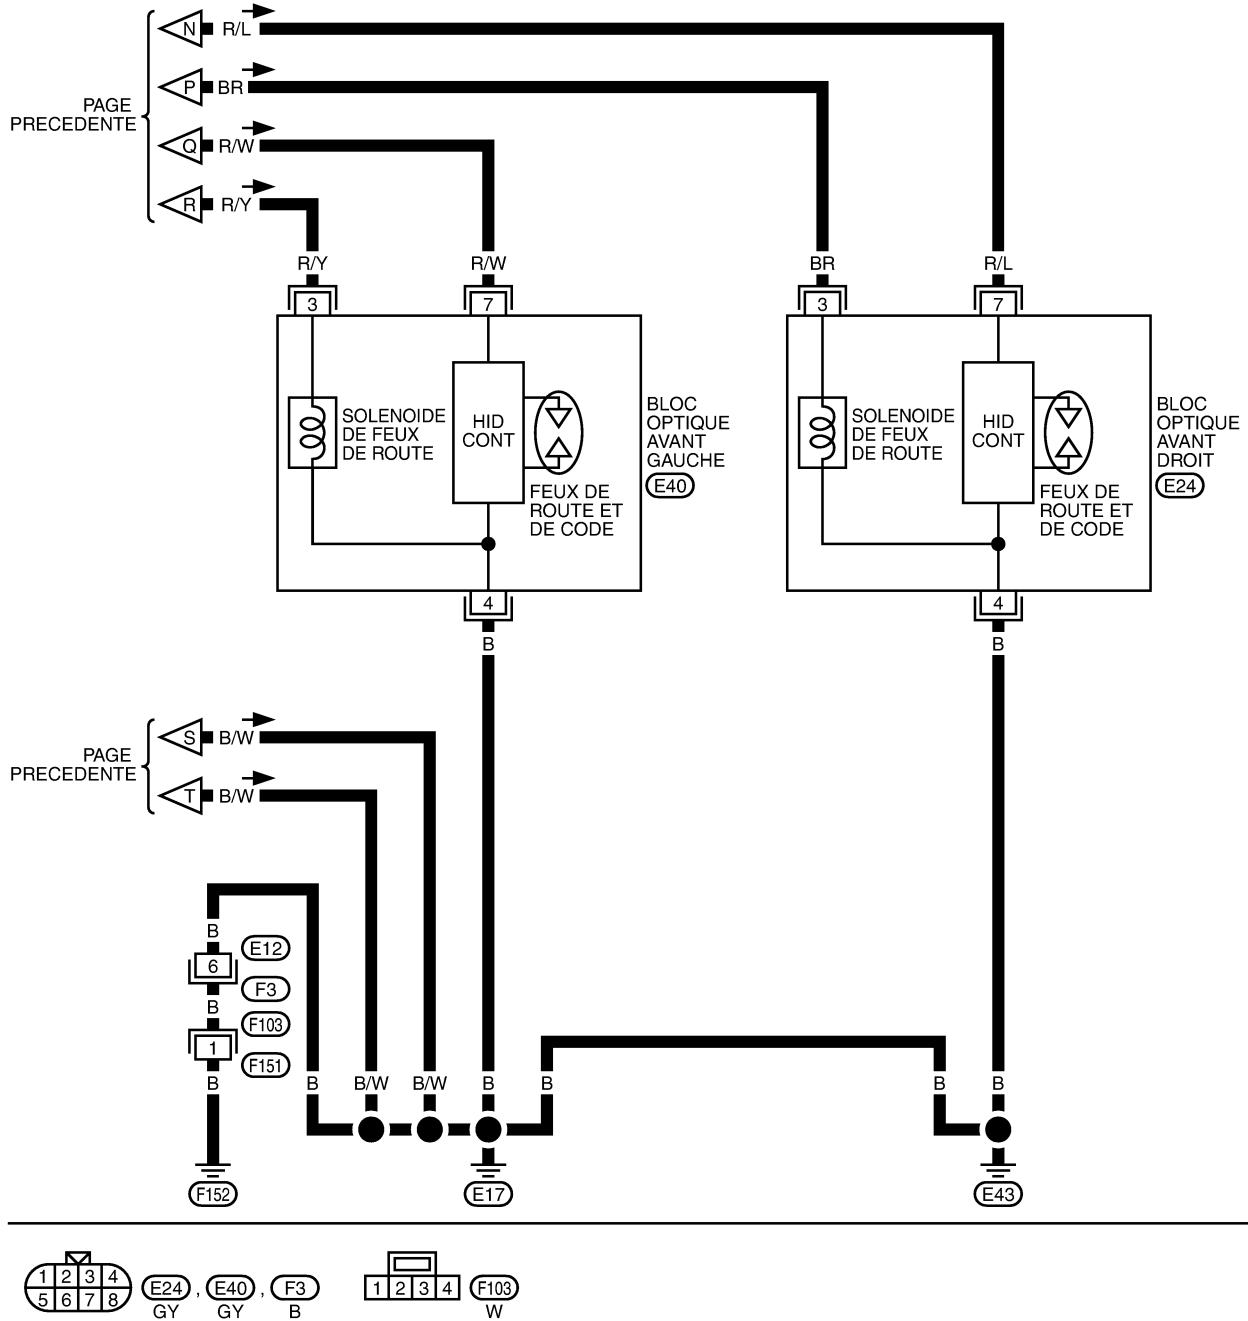 N R/L
P BR
PAGE
PRECEDENTE
Q R/W
R R/Y
R/Y R/W BR R/L
3 7 3 7
SOLENOIDE
DE FEUX
DE ROUTE
HID
CONT
FEUX DE
ROUTE ET
DE CODE
BLOC
OPTIQUE
AVANT
GAUCHE
E40
SOLENOIDE
DE FEUX
DE ROUTE
HID
CONT
FEUX DE
ROUTE ET
DE CODE
BLOC
OPTIQUE
AVANT
DROIT
E24
4 4
B B
S B/W
PAGE
PRECEDENTE
T B/W
B
E12
6
F3
B
F103
1
F151
B B B/W B/W B B B B
F152 E17 E43
1 2 3 4
5 6 7 8
E24 , E40 , F3
GY GY B
1 2 3 4
F103
W